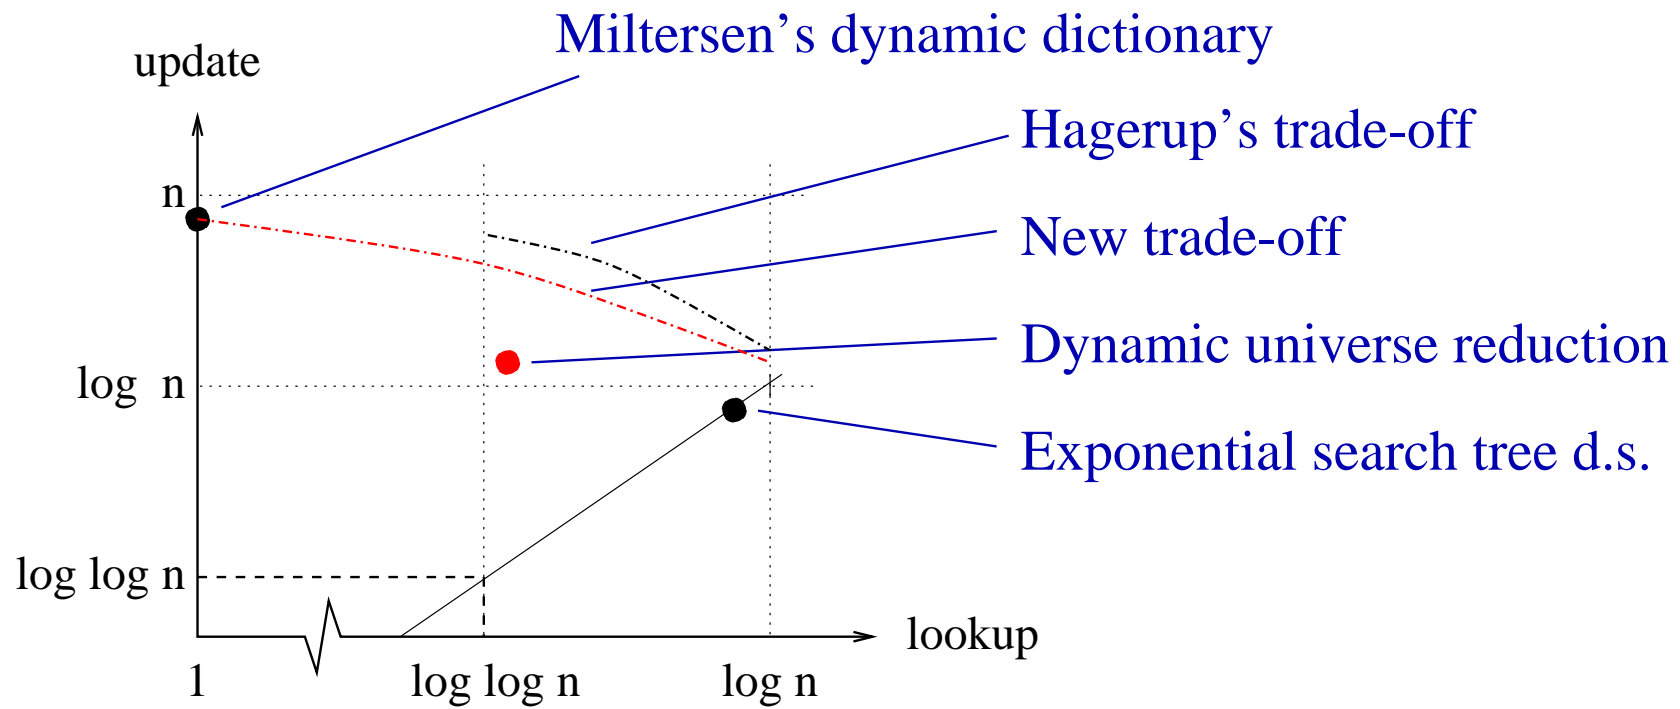 Miltersen's dynamic dictionary
update
Hagerup's trade-off
n
New trade-off
Dynamic universe reduction
log n
Exponential search tree d.s.
log log n
lookup
1
log log n
log n